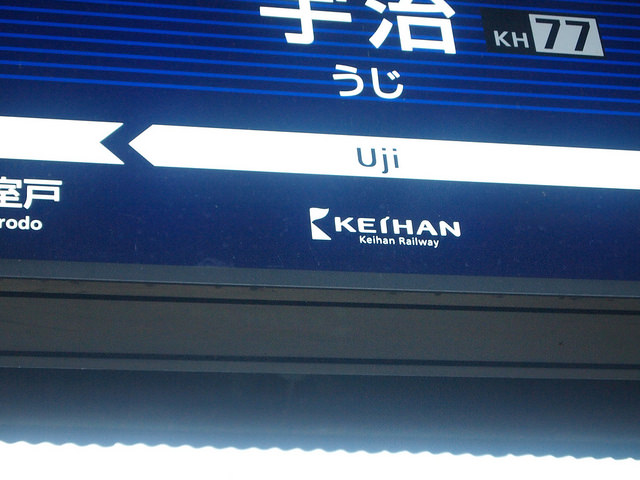 宇治
KH 77
うじ
Uji
室戸
rodo
KEIHAN
Keihan Railway